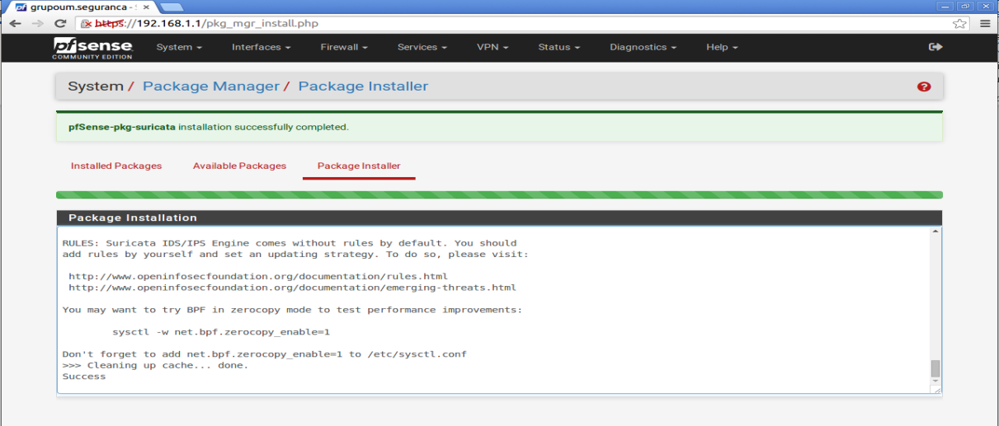 grupoum.seguranca - S
https://192.168.1.1/pkg_mgr_install.php
pfsense
COMMUNITY EDITION
System Interfaces Firewall Services VPN Status Diagnostics Help
System / Package Manager / Package Installer
pfSense-pkg-suricata installation successfully completed.
Installed Packages Available Packages Package Installer
Package Installation
RULES: Suricata IDS/IPS Engine comes without rules by default. You should
add rules by yourself and set an updating strategy. To do so, please visit:
http://www.openinfosecfoundation.org/documentation/rules.html
http://www.openinfosecfoundation.org/documentation/emerging-threats.html
You may want to try BPF in zerocopy mode to test performance improvements:
sysctl -w net.bpf.zerocopy_enable=1
Don't forget to add net.bpf.zerocopy_enable=1 to /etc/sysctl.conf
>>> Cleaning up cache... done.
Success